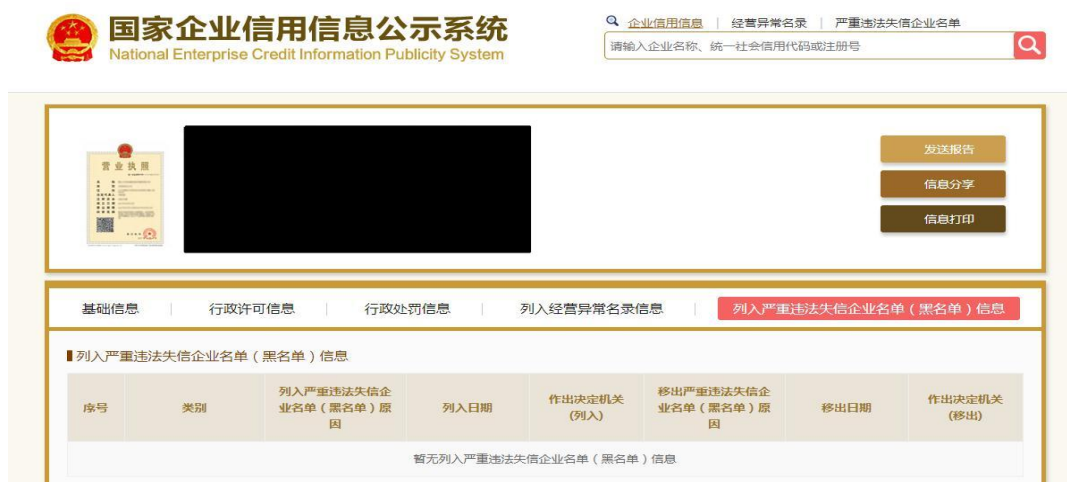 国家企业信用信息公示系统
National Enterprise Credit Information Publicity System
企业信用信息 | 经营异常名录 | 严重违法失信企业名单
请输入企业名称、统一社会信用代码或注册号
营业执照
发送报告
信息分享
信息打印
基础信息 | 行政许可信息 | 行政处罚信息 | 列入经营异常名录信息 | 列入严重违法失信企业名单（黑名单）信息
列入严重违法失信企业名单（黑名单）信息
序号
类别
列入严重违法失信企
业名单（黑名单）原
因
列入日期
作出决定机关
(列入)
移出严重违法失信企
业名单（黑名单）原
因
移出日期
作出决定机关
(移出)
暂无列入严重违法失信企业名单（黑名单）信息